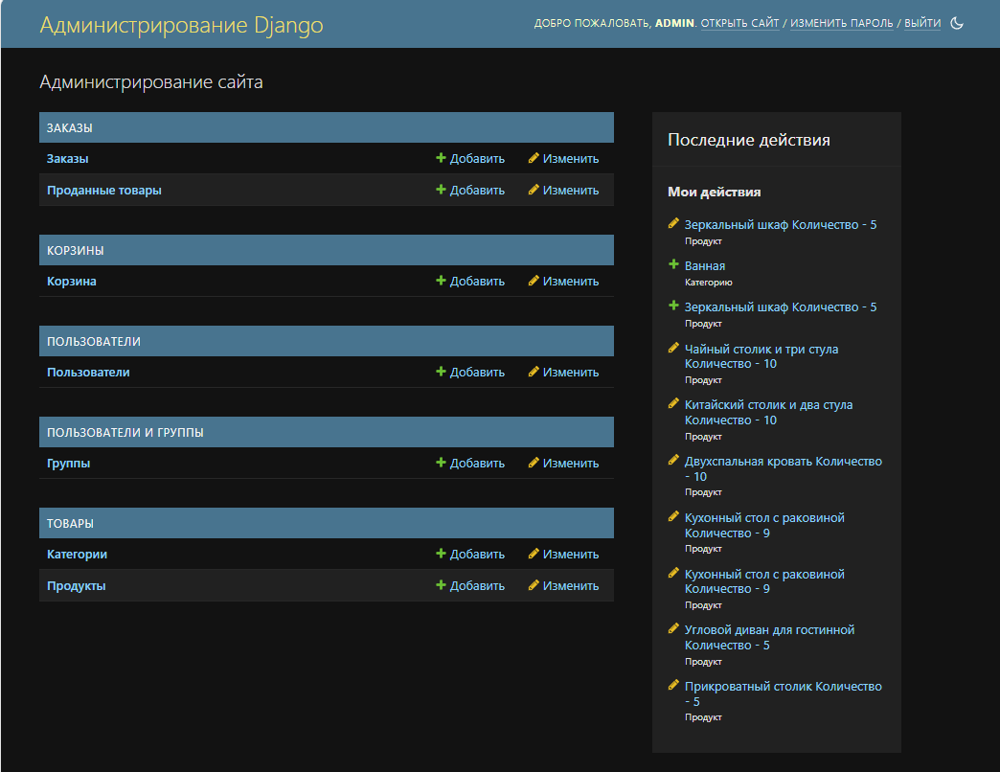 Администрирование Django
ДОБРО ПОЖАЛОВАТЬ, ADMIN. ОТКРЫТЬ САЙТ / ИЗМЕНИТЬ ПАРОЛЬ / ВЫЙТИ
Администрирование сайта
ЗАКАЗЫ
Заказы Добавить Изменить
Проданные товары Добавить Изменить
КОРЗИНЫ
Корзина Добавить Изменить
ПОЛЬЗОВАТЕЛИ
Пользователи Добавить Изменить
ПОЛЬЗОВАТЕЛИ И ГРУППЫ
Группы Добавить Изменить
ТОВАРЫ
Категории Добавить Изменить
Продукты Добавить Изменить
Последние действия
Мои действия
Зеркальный шкаф Количество - 5
Продукт
Ванная
Категорию
Зеркальный шкаф Количество - 5
Продукт
Чайный столик и три стула
Количество - 10
Продукт
Китайский столик и два стула
Количество - 10
Продукт
Двухспальная кровать Количество
- 10
Продукт
Кухонный стол с раковиной
Количество - 9
Продукт
Кухонный стол с раковиной
Количество - 9
Продукт
Угловой диван для гостинной
Количество - 5
Продукт
Прикроватный столик Количество
- 5
Продукт